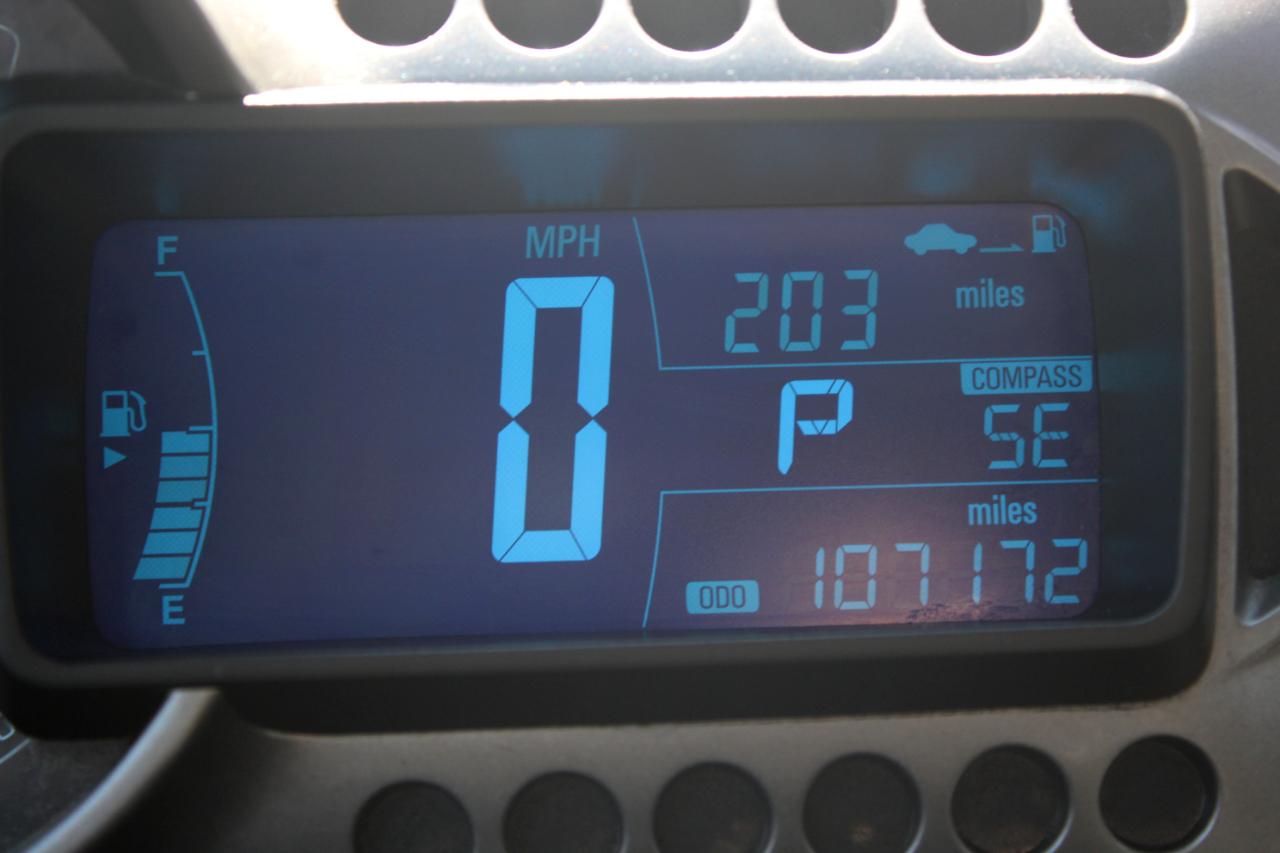 F
MPH
203 miles
COMPASS
P SE
miles
ODO 107172
E
0